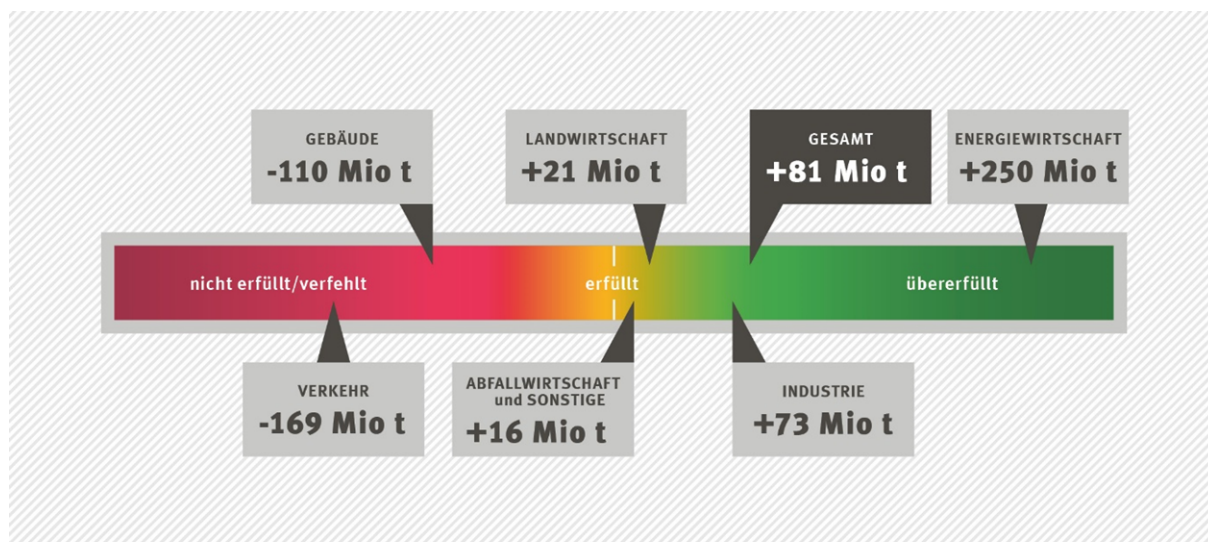 GEBÄUDE
-110 Mio t
LANDWIRTSCHAFT
+21 Mio t
GESAMT
+81 Mio t
ENERGIEWIRTSCHAFT
+250 Mio t
nicht erfüllt/verfehlt
erfüllt
übererfüllt
VERKEHR
-169 Mio t
ABFALLWIRTSCHAFT
und SONSTIGE
+16 Mio t
INDUSTRIE
+73 Mio t